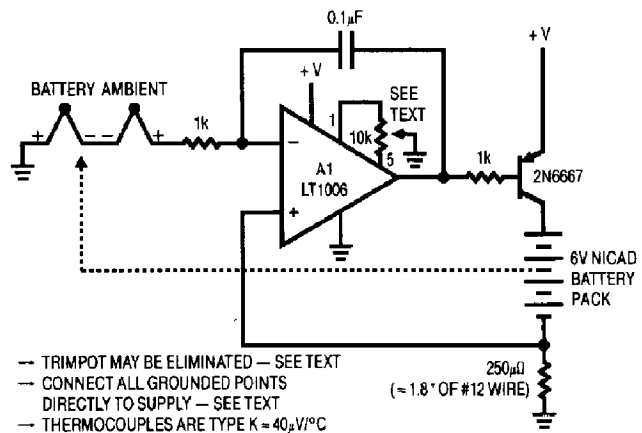 0.1µF
+ V
+ V
BATTERY AMBIENT
SEE
TEXT
1k
1
+ - - +
10k
5
1k
−
A1
LT1006
+
2N6667
6V NICAD
BATTERY
PACK
→ TRIMPOT MAY BE ELIMINATED — SEE TEXT
→ CONNECT ALL GROUNDED POINTS
DIRECTLY TO SUPPLY — SEE TEXT
→ THERMOCOUPLES ARE TYPE K ≈ 40µV/°C
250µΩ
(≈ 1.8" OF #12 WIRE)